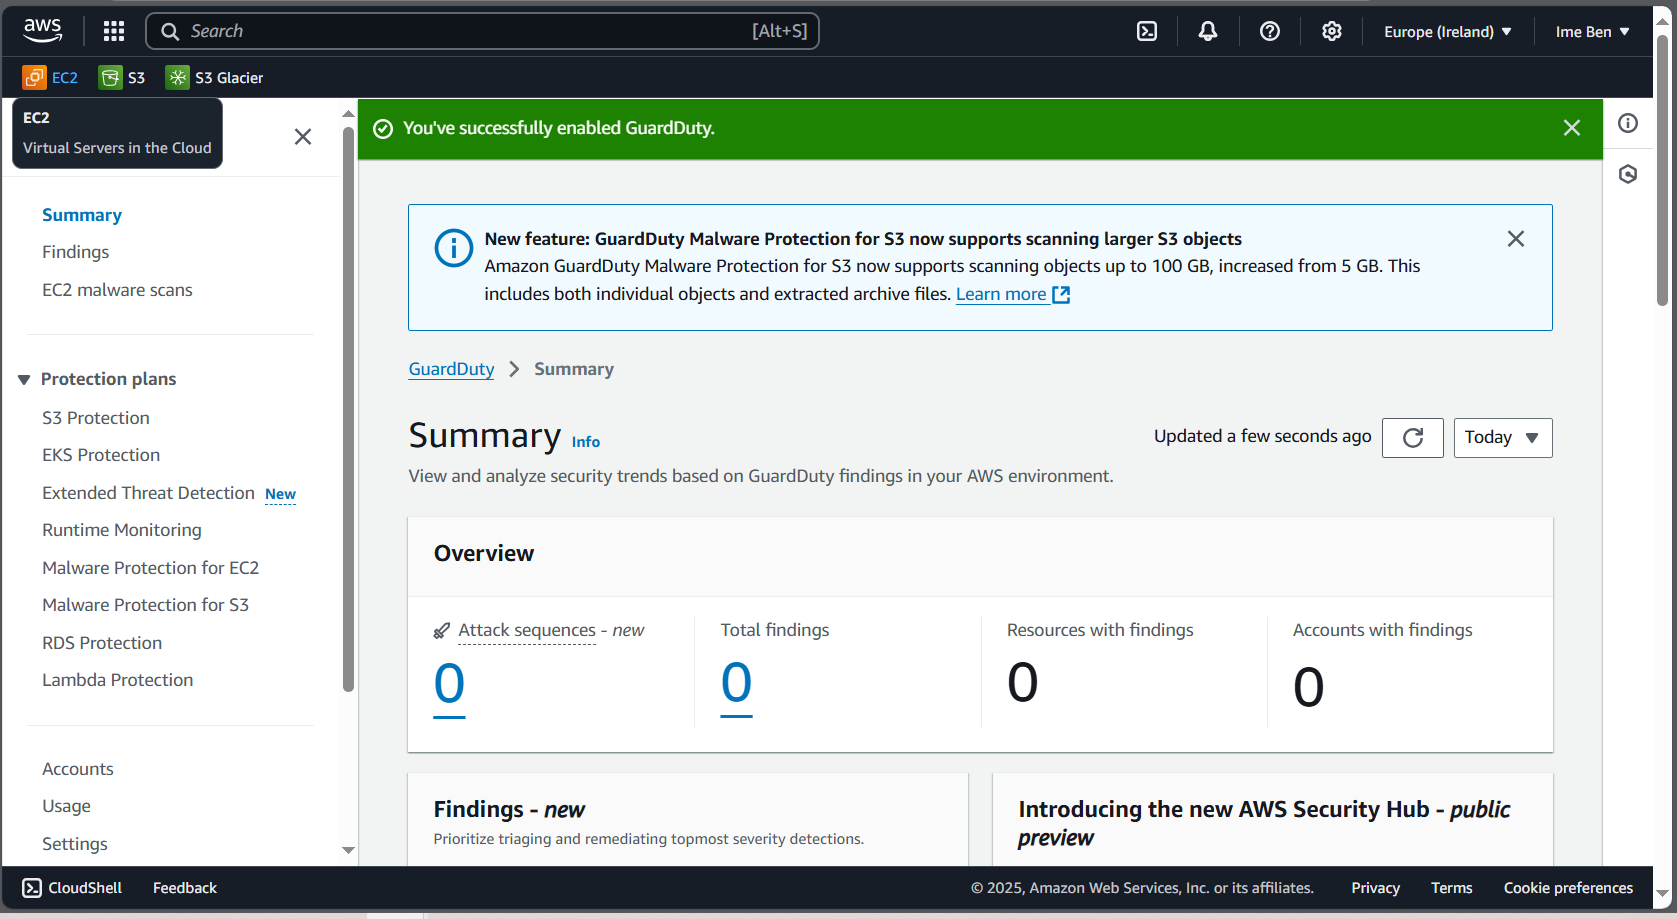 aws
Search
[Alt+S]
Europe (Ireland)
Ime Ben
EC2
S3
S3 Glacier
EC2
Virtual Servers in the Cloud
Summary
Findings
EC2 malware scans
Protection plans
S3 Protection
EKS Protection
Extended Threat Detection New
Runtime Monitoring
Malware Protection for EC2
Malware Protection for S3
RDS Protection
Lambda Protection
Accounts
Usage
Settings
You've successfully enabled GuardDuty.
New feature: GuardDuty Malware Protection for S3 now supports scanning larger S3 objects
Amazon GuardDuty Malware Protection for S3 now supports scanning objects up to 100 GB, increased from 5 GB. This
includes both individual objects and extracted archive files. Learn more
GuardDuty
Summary
Summary Info
Updated a few seconds ago
Today
View and analyze security trends based on GuardDuty findings in your AWS environment.
Overview
Attack sequences - new
0
Total findings
0
Resources with findings
0
Accounts with findings
0
Findings - new
Prioritize triaging and remediating topmost severity detections.
Introducing the new AWS Security Hub - public
preview
CloudShell
Feedback
© 2025, Amazon Web Services, Inc. or its affiliates.
Privacy
Terms
Cookie preferences